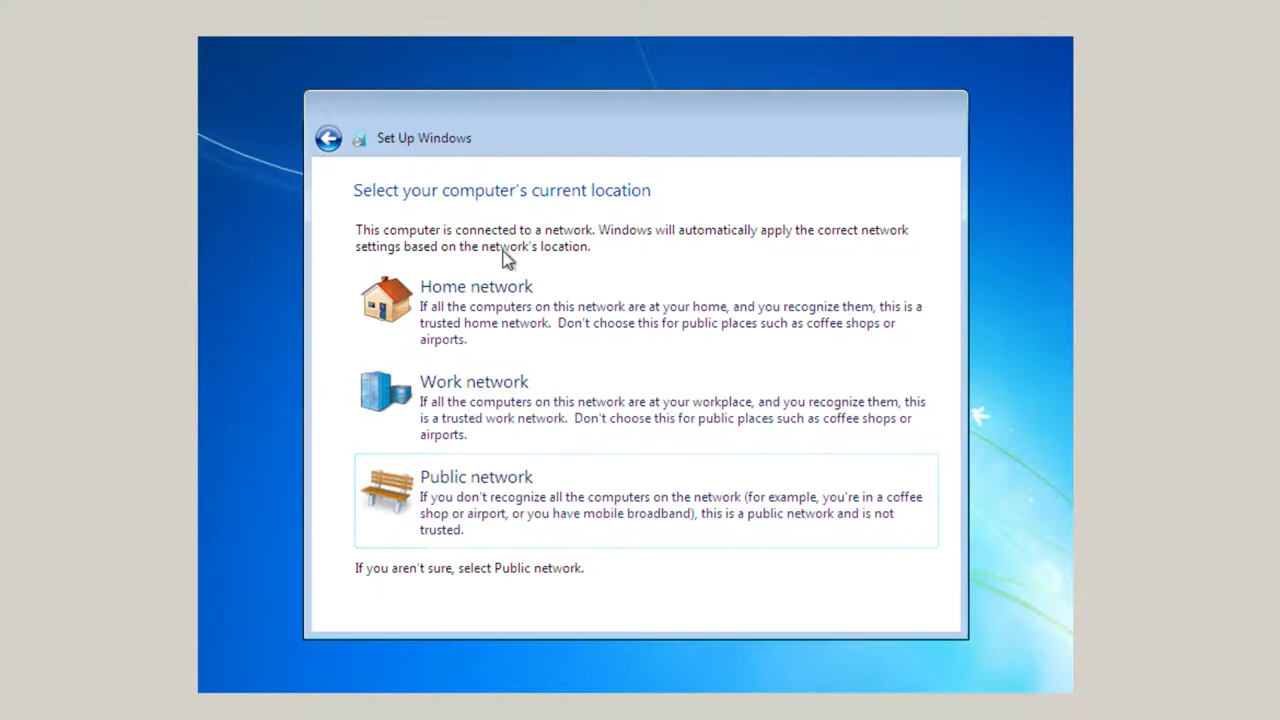 Set Up Windows
Select your computer's current location
This computer is connected to a network. Windows will automatically apply the correct network
settings based on the network's location.
Home network
If all the computers on this network are at your home, and you recognize them, this is a
trusted home network. Don't choose this for public places such as coffee shops or
airports.
Work network
If all the computers on this network are at your workplace, and you recognize them, this
is a trusted work network. Don't choose this for public places such as coffee shops or
airports.
Public network
If you don't recognize all the computers on the network (for example, you're in a coffee
shop or airport, or you have mobile broadband), this is a public network and is not
trusted.
If you aren't sure, select Public network.